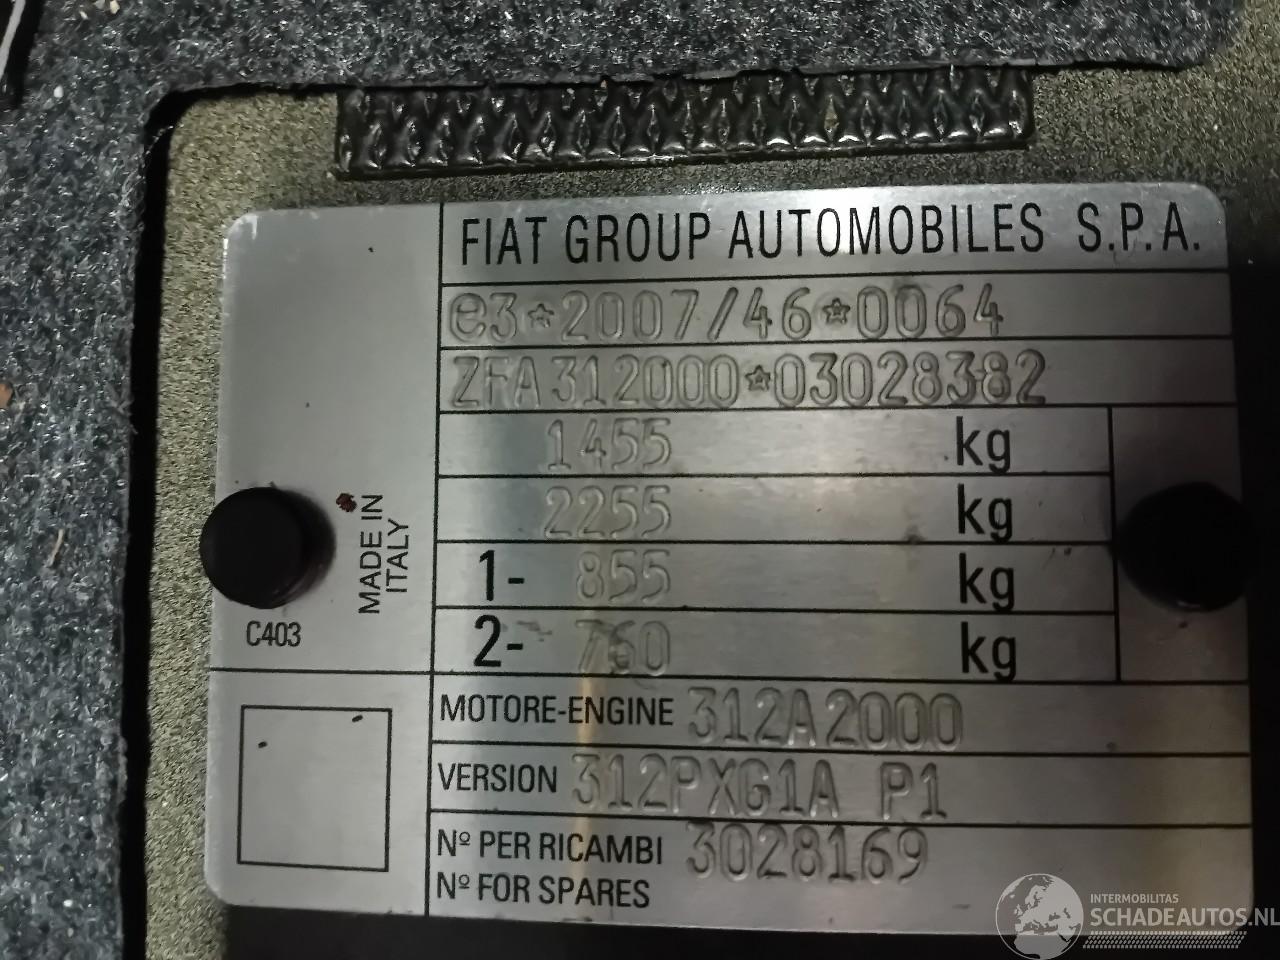 FIAT GROUP AUTOMOBILES S.P.A.
e3*2007/46*0064
ZFA312000*03028382
1455 kg
2255 kg
1- 855 kg
2- 760 kg
MADE IN
ITALY
C403
MOTORE-ENGINE 312A2000
VERSION 312PXG1A P1
Nº PER RICAMBI 3028169
Nº FOR SPARES
INTERMOBILITAS
SCHADEAUTOS.NL